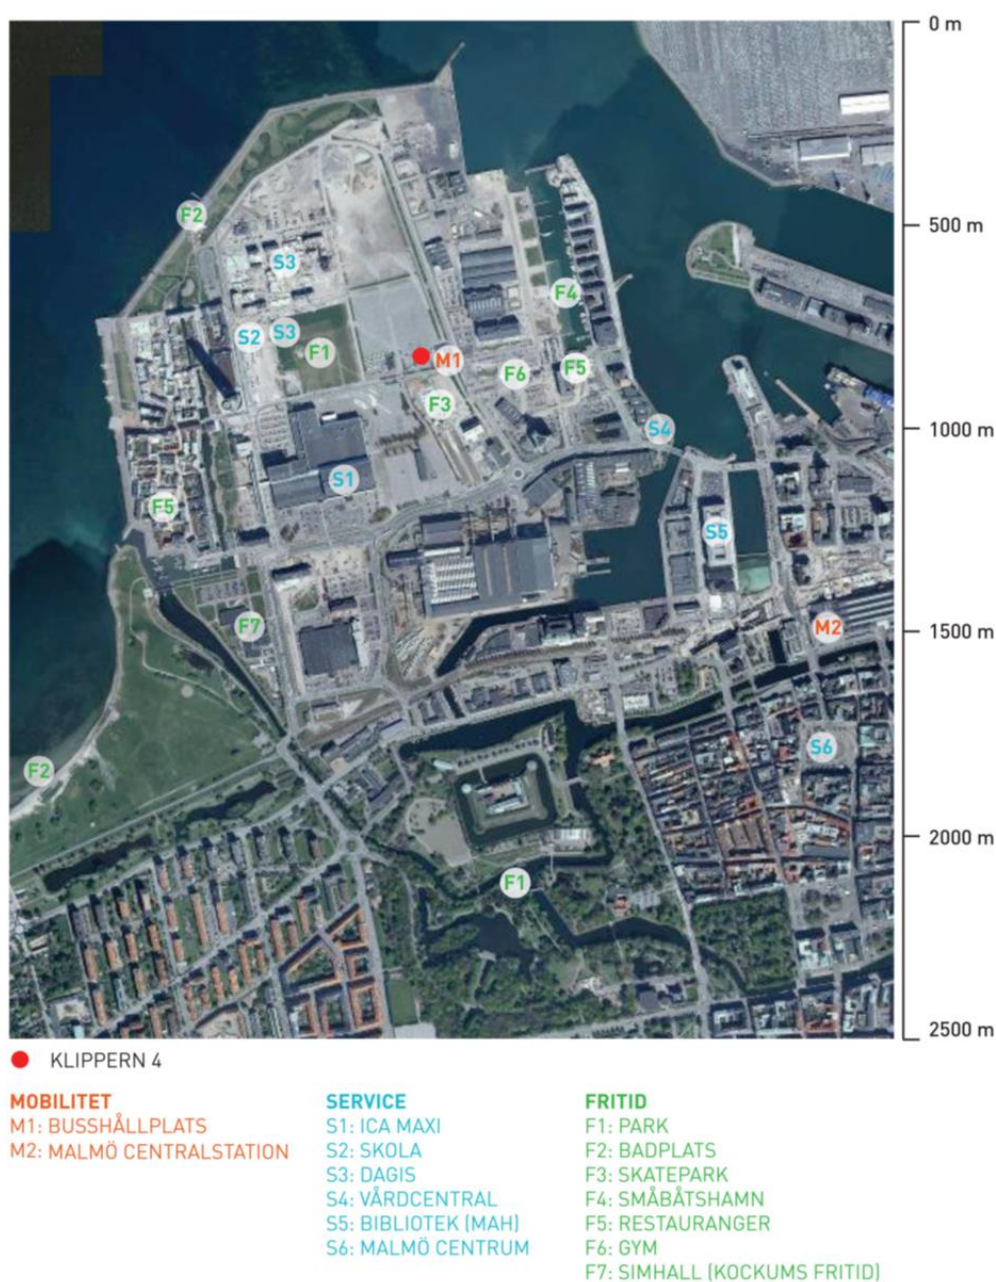 0 m
F2
500 m
S3
F4
S2
S3
F1
M1
F6
F5
F3
S4
1000 m
S1
F5
S5
F7
M2
1500 m
S6
F2
2000 m
F1
2500 m
KLIPPERN 4
MOBILITET
M1: BUSSHÅLLPLATS
M2: MALMÖ CENTRALSTATION
SERVICE
S1: ICA MAXI
S2: SKOLA
S3: DAGIS
S4: VÅRDCENTRAL
S5: BIBLIOTEK (MAH)
S6: MALMÖ CENTRUM
FRITID
F1: PARK
F2: BADPLATS
F3: SKATEPARK
F4: SMÅBÅTSHAMN
F5: RESTAURANGER
F6: GYM
F7: SIMHALL (KOCKUMS FRITID)